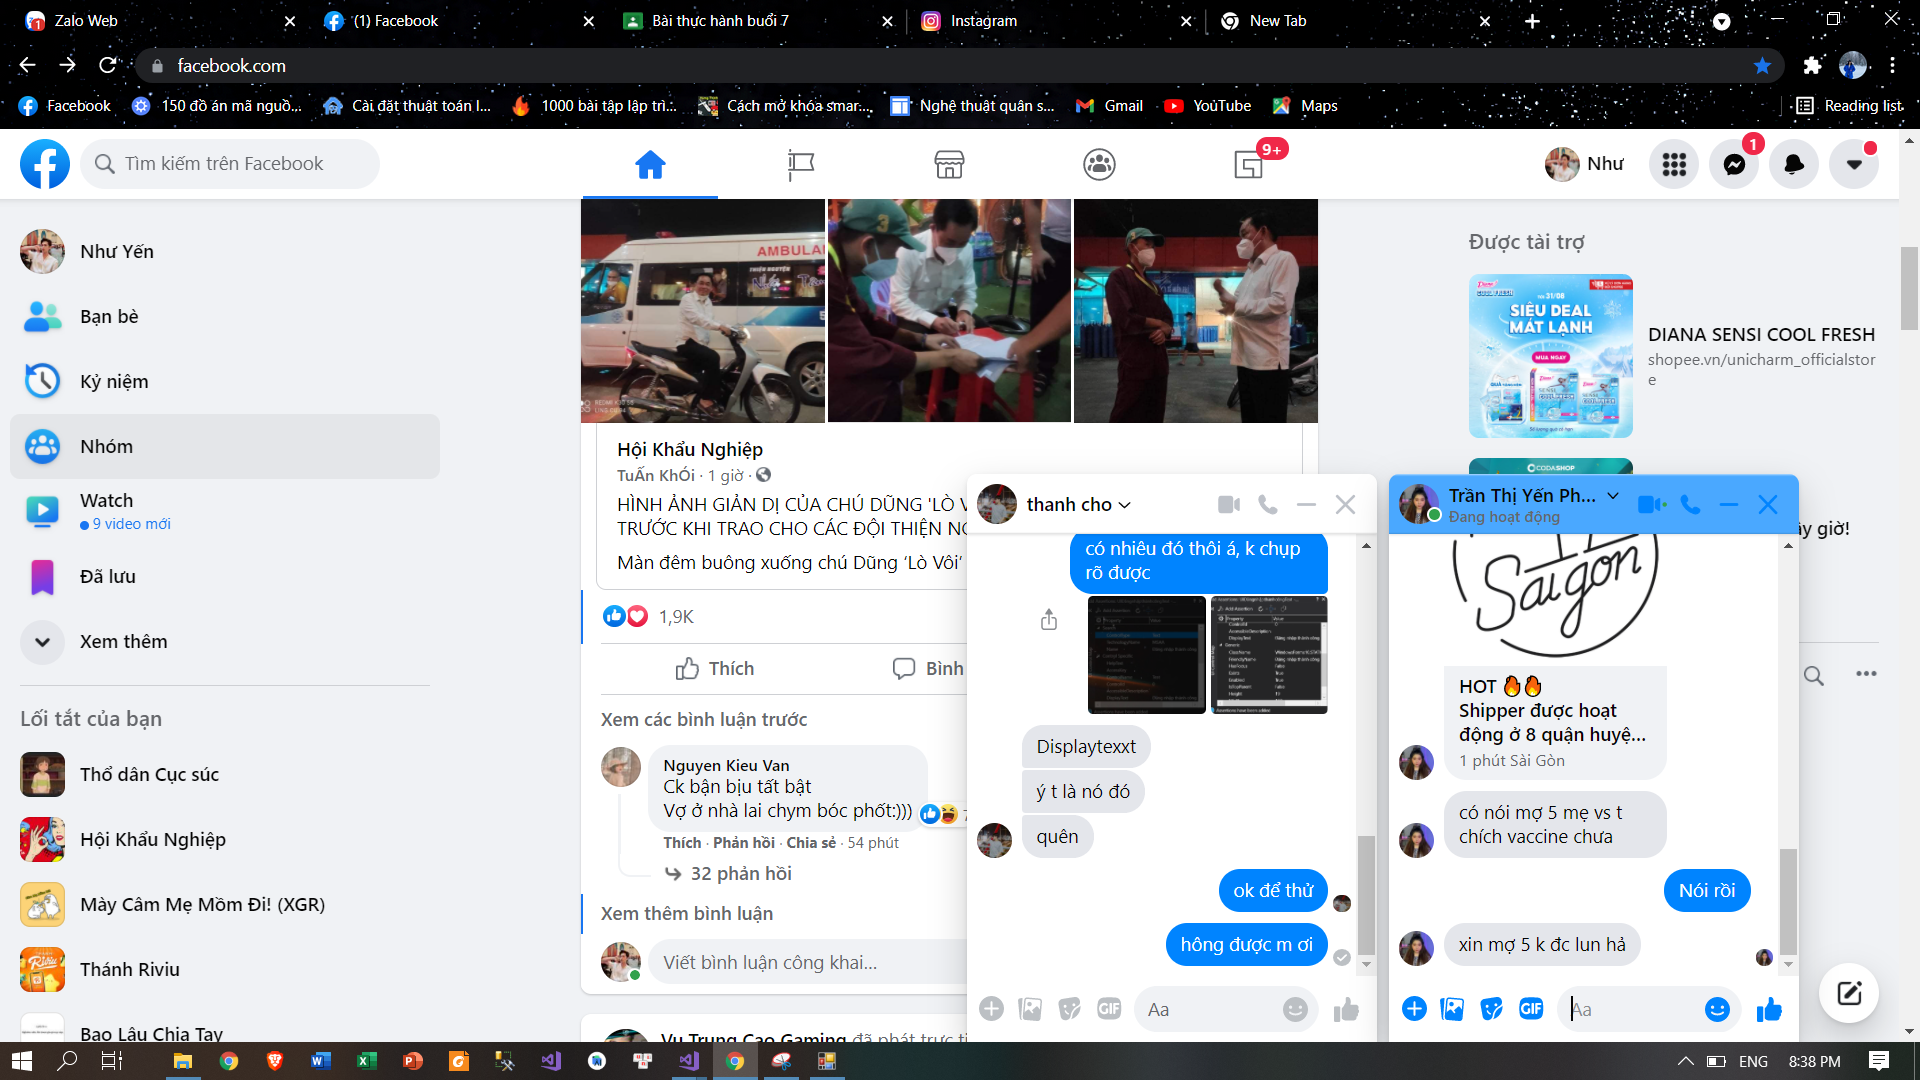 Zalo Web
(1) Facebook
Bài thực hành buổi 7
Instagram
New Tab
facebook.com
Facebook
150 đồ án mã nguồ...
Cài đặt thuật toán l...
1000 bài tập lập trì...
Cách mở khóa smar...
Nghệ thuật quân s...
Gmail
YouTube
Maps
Reading list
Tìm kiếm trên Facebook
9+
Như
1
Như Yến
Bạn bè
Kỷ niệm
Nhóm
Watch
9 video mới
Đã lưu
Xem thêm
Lối tắt của bạn
Thổ dân Cục súc
Hội Khẩu Nghiệp
Mày Câm Mẹ Mồm Đi! (XGR)
Thánh Riviu
Bao Lâu Chia Tay
AMBULA
Hội Khẩu Nghiệp
TuẤn KhÓi · 1 giờ ·
HÌNH ẢNH GIẢN DỊ CỦA CHÚ DŨNG 'LÒ V
TRƯỚC KHI TRAO CHO CÁC ĐỘI THIỆN NG
Màn đêm buông xuống chú Dũng 'Lò Vôi'
1,9K
Thích
Bình
Xem các bình luận trước
Nguyen Kieu Van
Ck bận bịu tất bật
Vợ ở nhà lai chym bóc phốt:)))
Thích · Phản hồi · Chia sẻ · 54 phút
32 phản hồi
Xem thêm bình luận
Viết bình luận công khai...
Vu Trung Cao Gaming đã phát trực ti
Được tài trợ
SIÊU DEAL
MÁT LẠNH
MUA NGAY
DIANA SENSI COOL FRESH
shopee.vn/unicharm_officialstor
e
CODASHOP
ây giờ!
thanh cho
có nhiêu đó thôi á, k chụp
rõ được
Displaytexxt
ý t là nó đó
quên
ok để thử
hông được m ơi
Aa
Trần Thị Yến Ph...
Đang hoạt động
Saigon
HOT 🔥🔥
Shipper được hoạt
động ở 8 quận huyệ...
1 phút Sài Gòn
có nói mợ 5 mẹ vs t
chích vaccine chưa
Nói rồi
xin mợ 5 k đc lun hả
GIF
Aa
ENG
8:38 PM